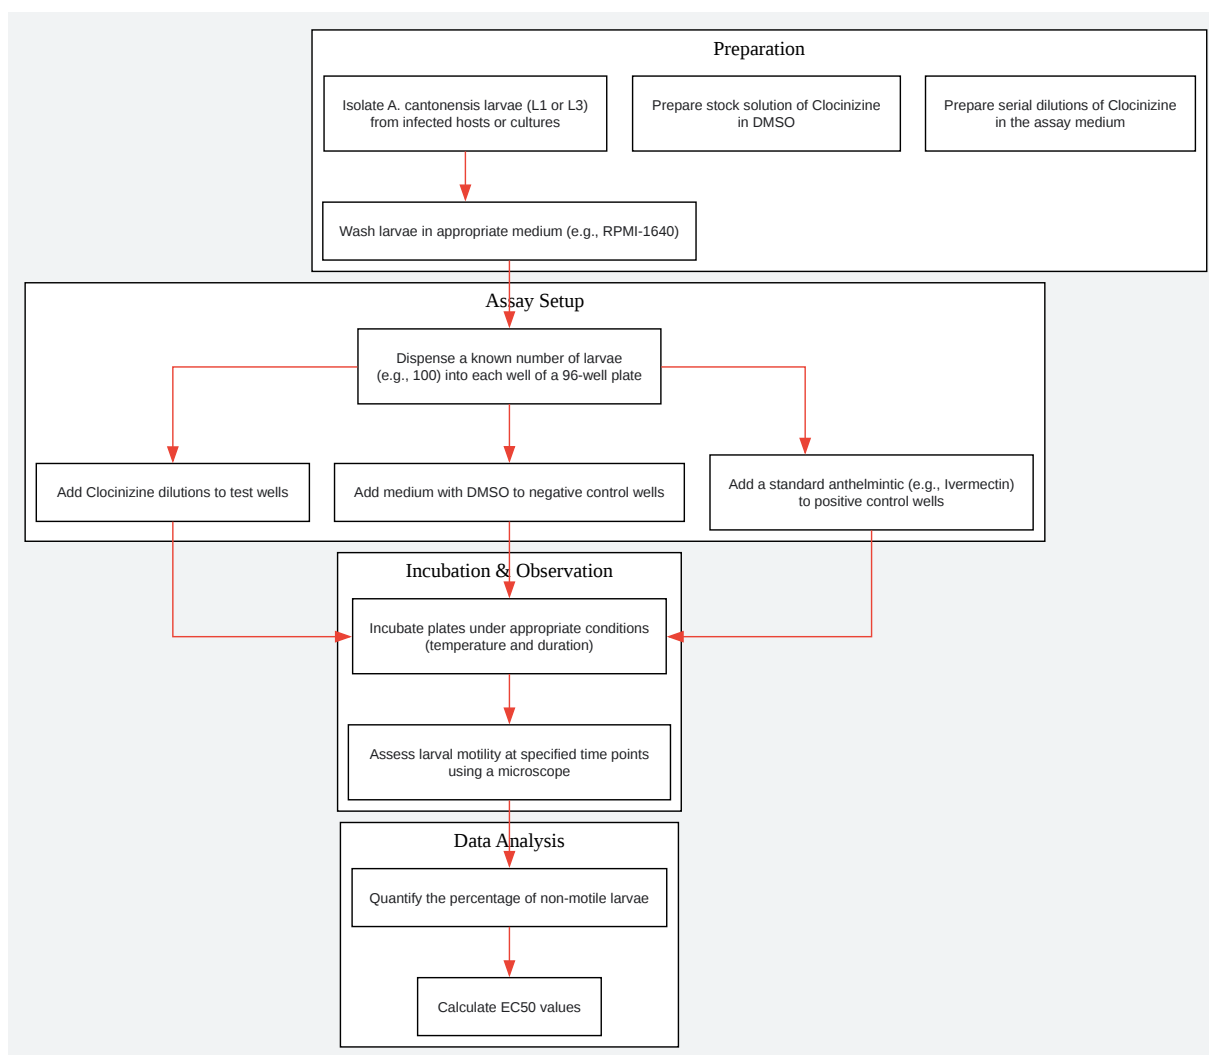 Preparation
Isolate A. cantonensis larvae (L1 or L3)
from infected hosts or cultures
Prepare stock solution of Clocinizine
in DMSO
Prepare serial dilutions of Clocinizine
in the assay medium
Wash larvae in appropriate medium (e.g., RPMI-1640)
Assay Setup
Dispense a known number of larvae
(e.g., 100) into each well of a 96-well plate
Add Clocinizine dilutions to test wells
Add medium with DMSO to negative control wells
Add a standard anthelmintic (e.g., Ivermectin)
to positive control wells
Incubation & Observation
Incubate plates under appropriate conditions
(temperature and duration)
Assess larval motility at specified time points
using a microscope
Data Analysis
Quantify the percentage of non-motile larvae
Calculate EC50 values